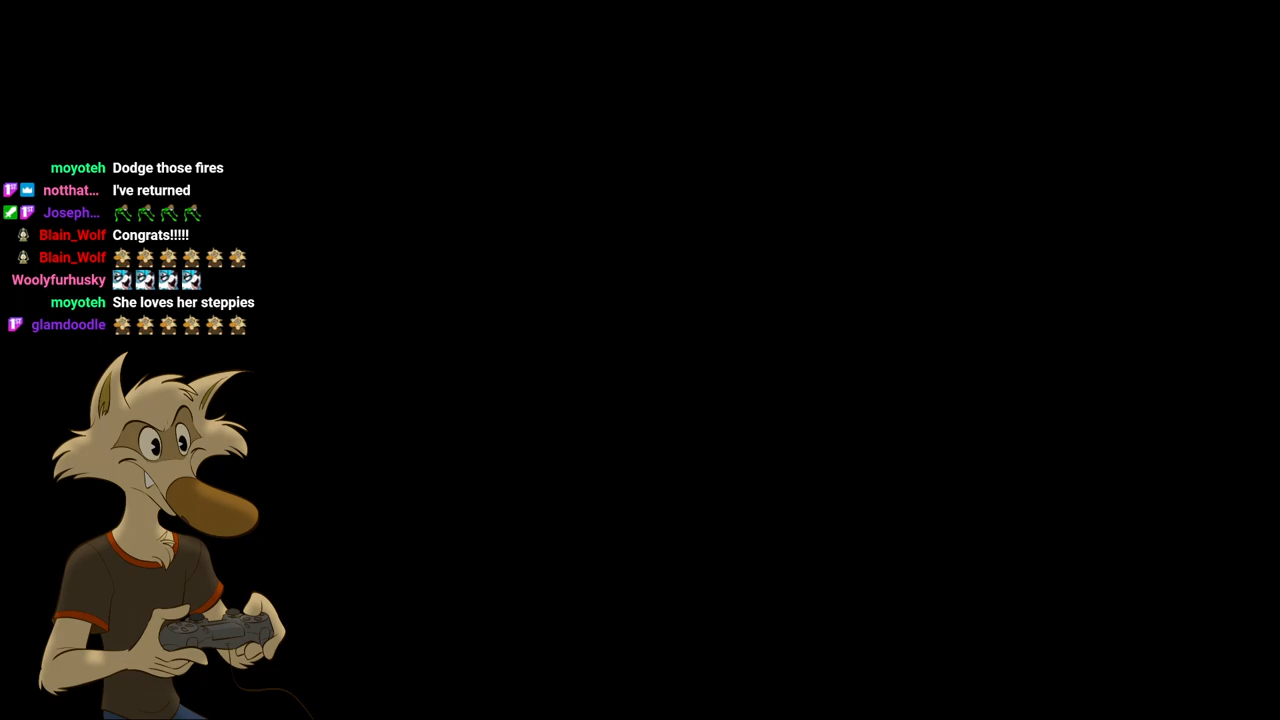 moyoteh Dodge those fires
notthat... I've returned
Joseph...
Blain_Wolf Congrats!!!!!
Blain_Wolf
Woolyfurhusky
moyoteh She loves her steppies
glamdoodle